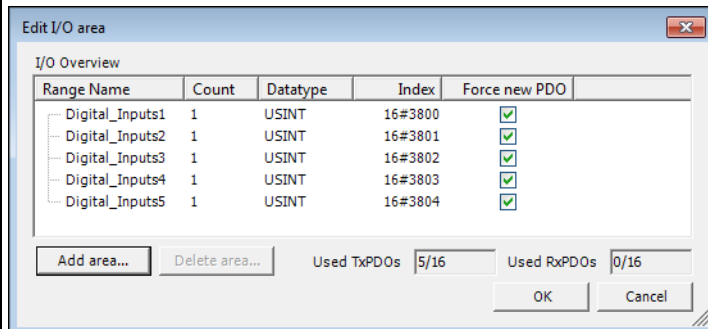 Edit I/O area
I/O Overview
Range Name Count Datatype Index Force new PDO
Digital_Inputs1 1 USINT 16#3800
Digital_Inputs2 1 USINT 16#3801
Digital_Inputs3 1 USINT 16#3802
Digital_Inputs4 1 USINT 16#3803
Digital_Inputs5 1 USINT 16#3804
Add area... Delete area... Used TxPDOs 5/16 Used RxPDOs 0/16
OK Cancel